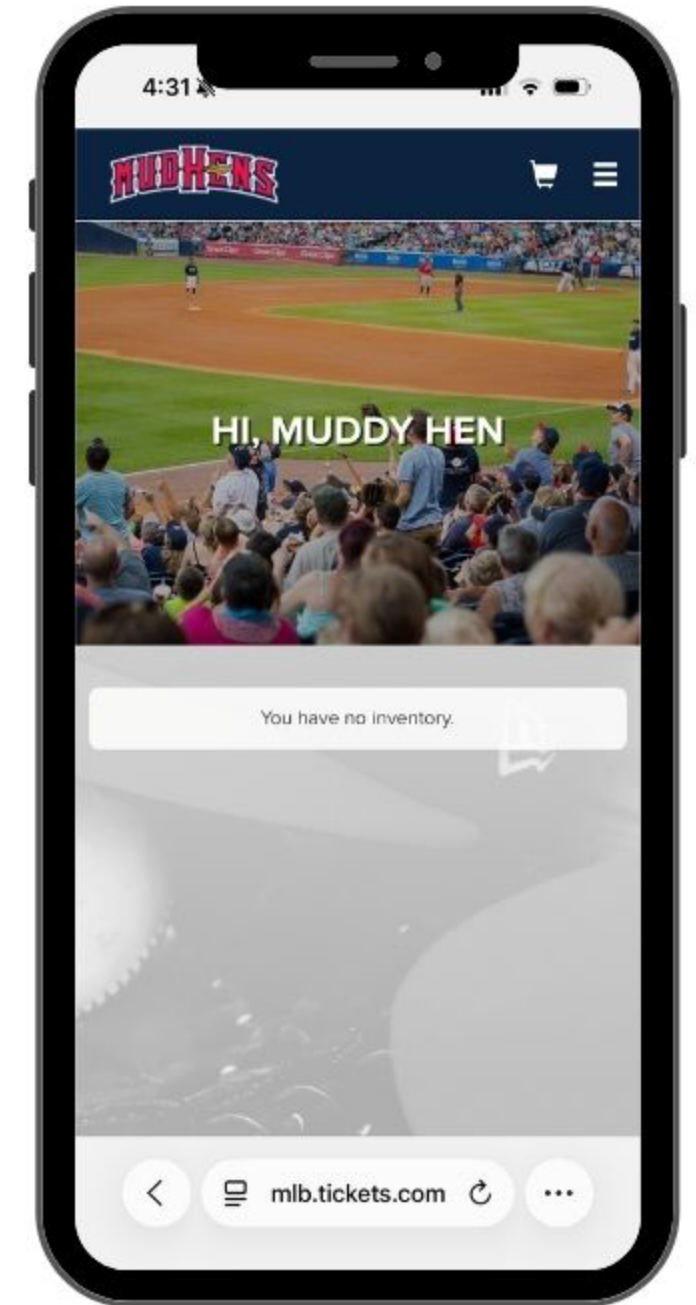 4:31
MUDHENS
HI, MUDDY HEN
You have no inventory.
mlb.tickets.com